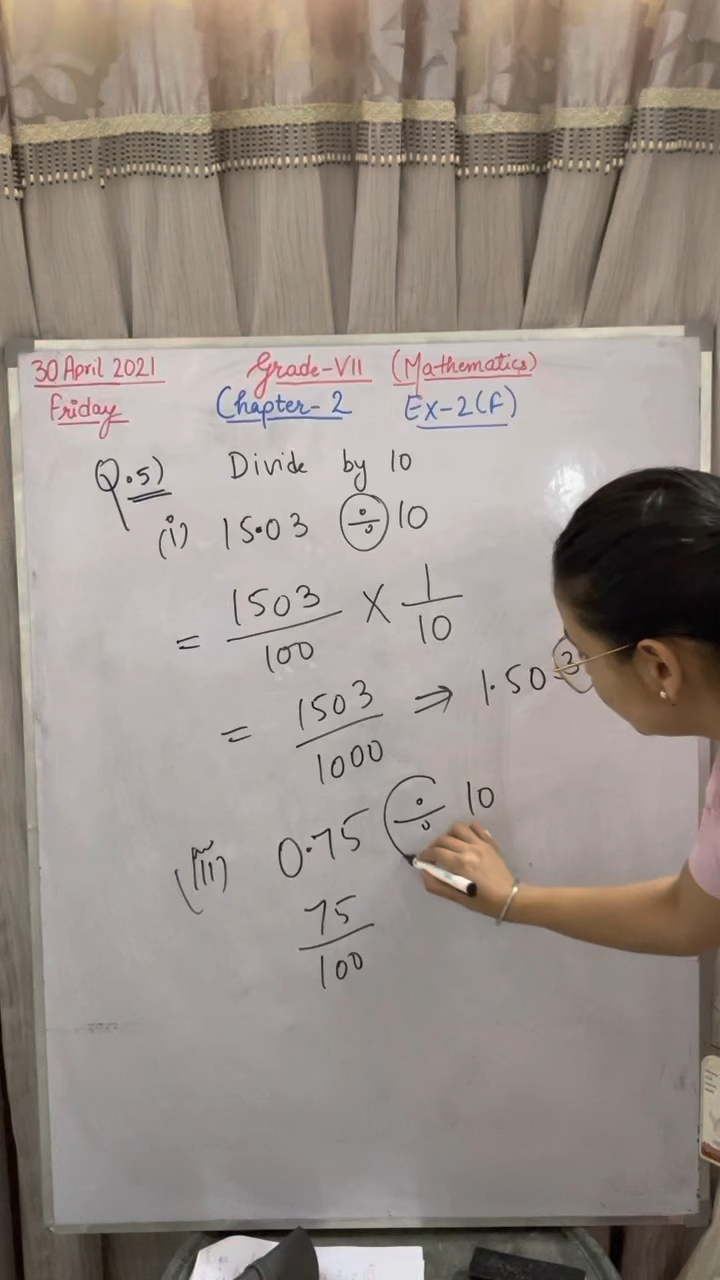 30 April 2021 Grade-VII (Mathematics)
Friday Chapter-2 Ex-2(F)
Q.5) Divide by 10
(i) 15.03 ÷ 10
= 1503/100 × 1/10
= 1503/1000 ⇒ 1.503
(iii) 0.75 ÷ 10
75/100